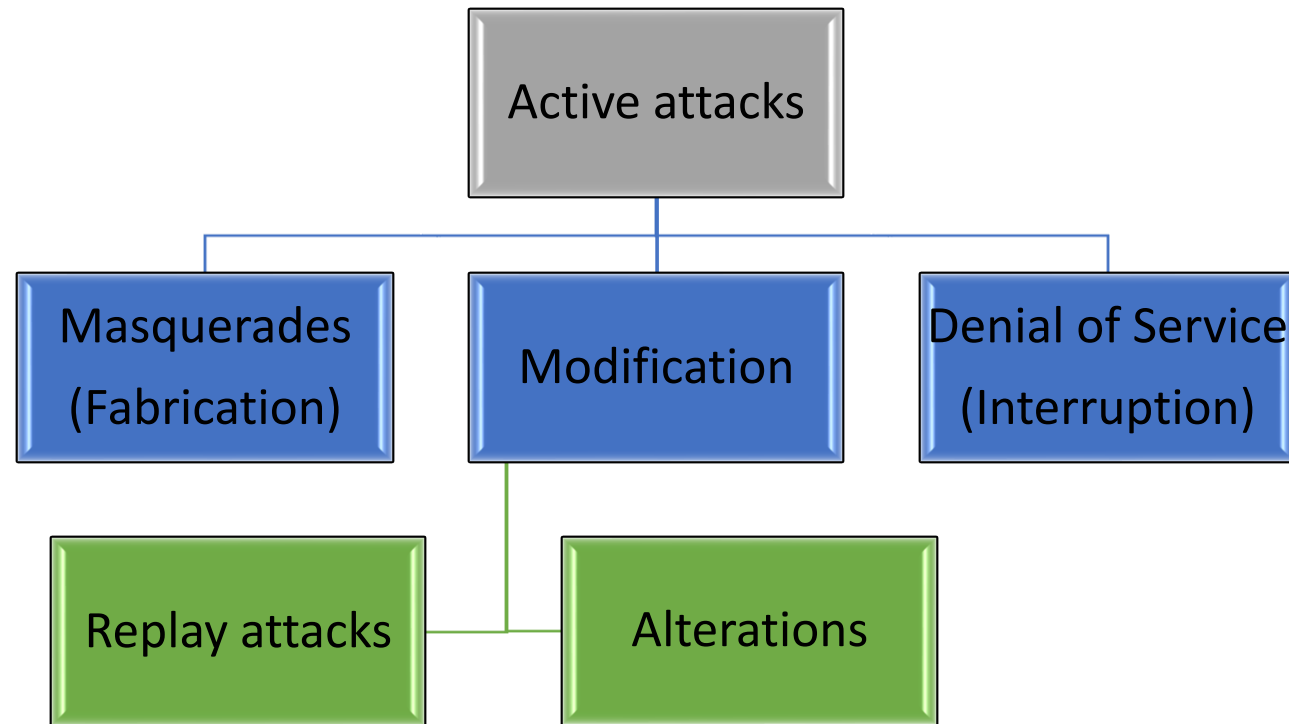 Active attacks
Masquerades
(Fabrication)
Modification
Denial of Service
(Interruption)
Replay attacks
Alterations